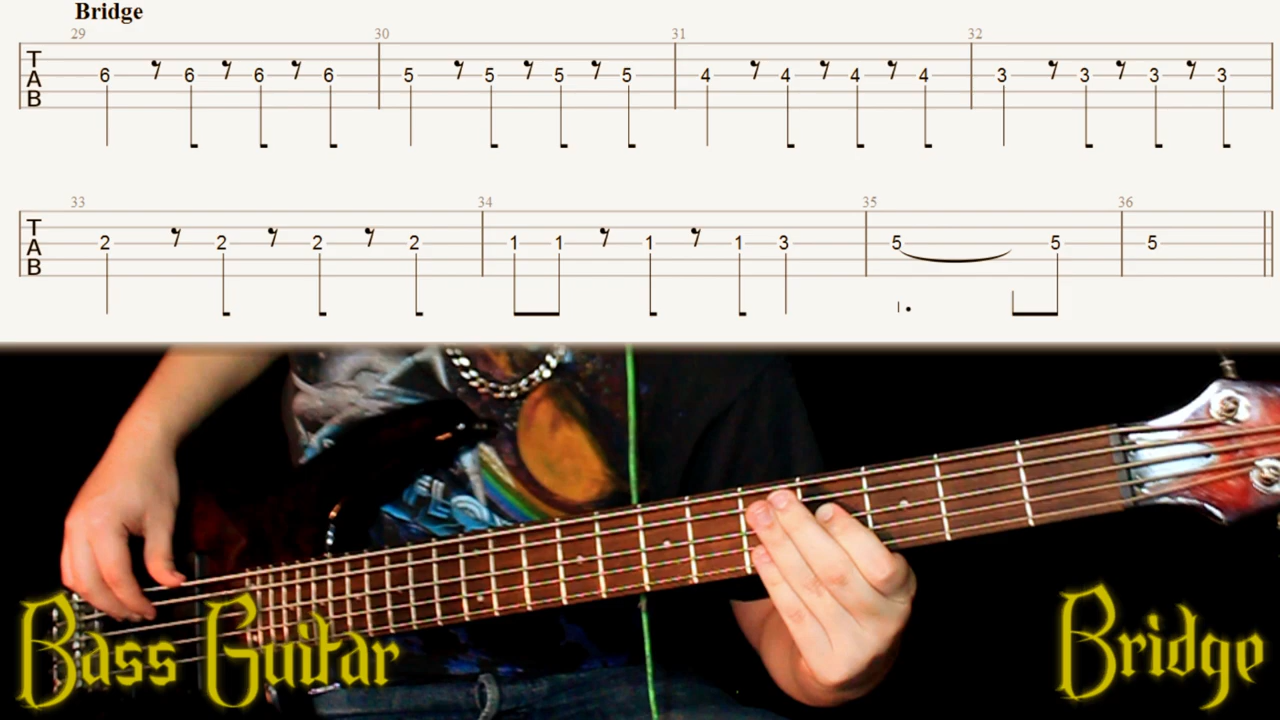 Bridge
29 30 31 32
T
A 6 6 6 6 5 5 5 5 4 4 4 4 3 3 3 3
B
33 34 35 36
T
A 2 2 2 2 1 1 1 1 3 5 5 5
B
Bass Guitar
Bridge